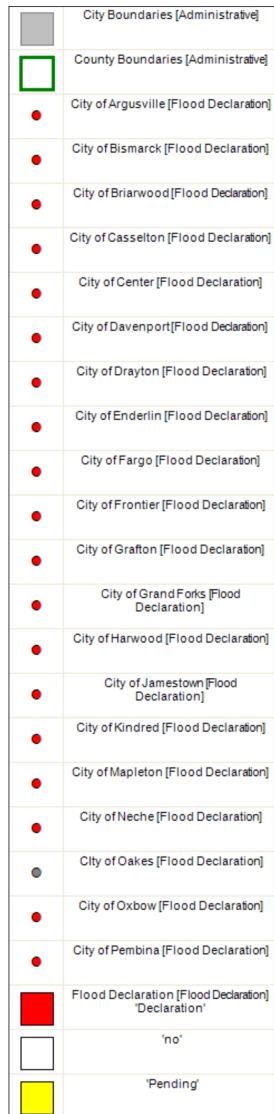 City Boundaries [Administrative]
County Boundaries [Administrative]
City of Argusville [Flood Declaration]
City of Bismarck [Flood Declaration]
City of Briarwood [Flood Declaration]
City of Casselton [Flood Declaration]
City of Center [Flood Declaration]
City of Davenport [Flood Declaration]
City of Drayton [Flood Declaration]
City of Enderlin [Flood Declaration]
City of Fargo [Flood Declaration]
City of Frontier [Flood Declaration]
City of Grafton [Flood Declaration]
City of Grand Forks [Flood
Declaration]
City of Harwood [Flood Declaration]
City of Jamestown [Flood
Declaration]
City of Kindred [Flood Declaration]
City of Mapleton [Flood Declaration]
City of Neche [Flood Declaration]
CIty of Oakes [Flood Declaration]
City of Oxbow [Flood Declaration]
City of Pembina [Flood Declaration]
Flood Declaration [Flood Declaration]
'Declaration'
'no'
'Pending'